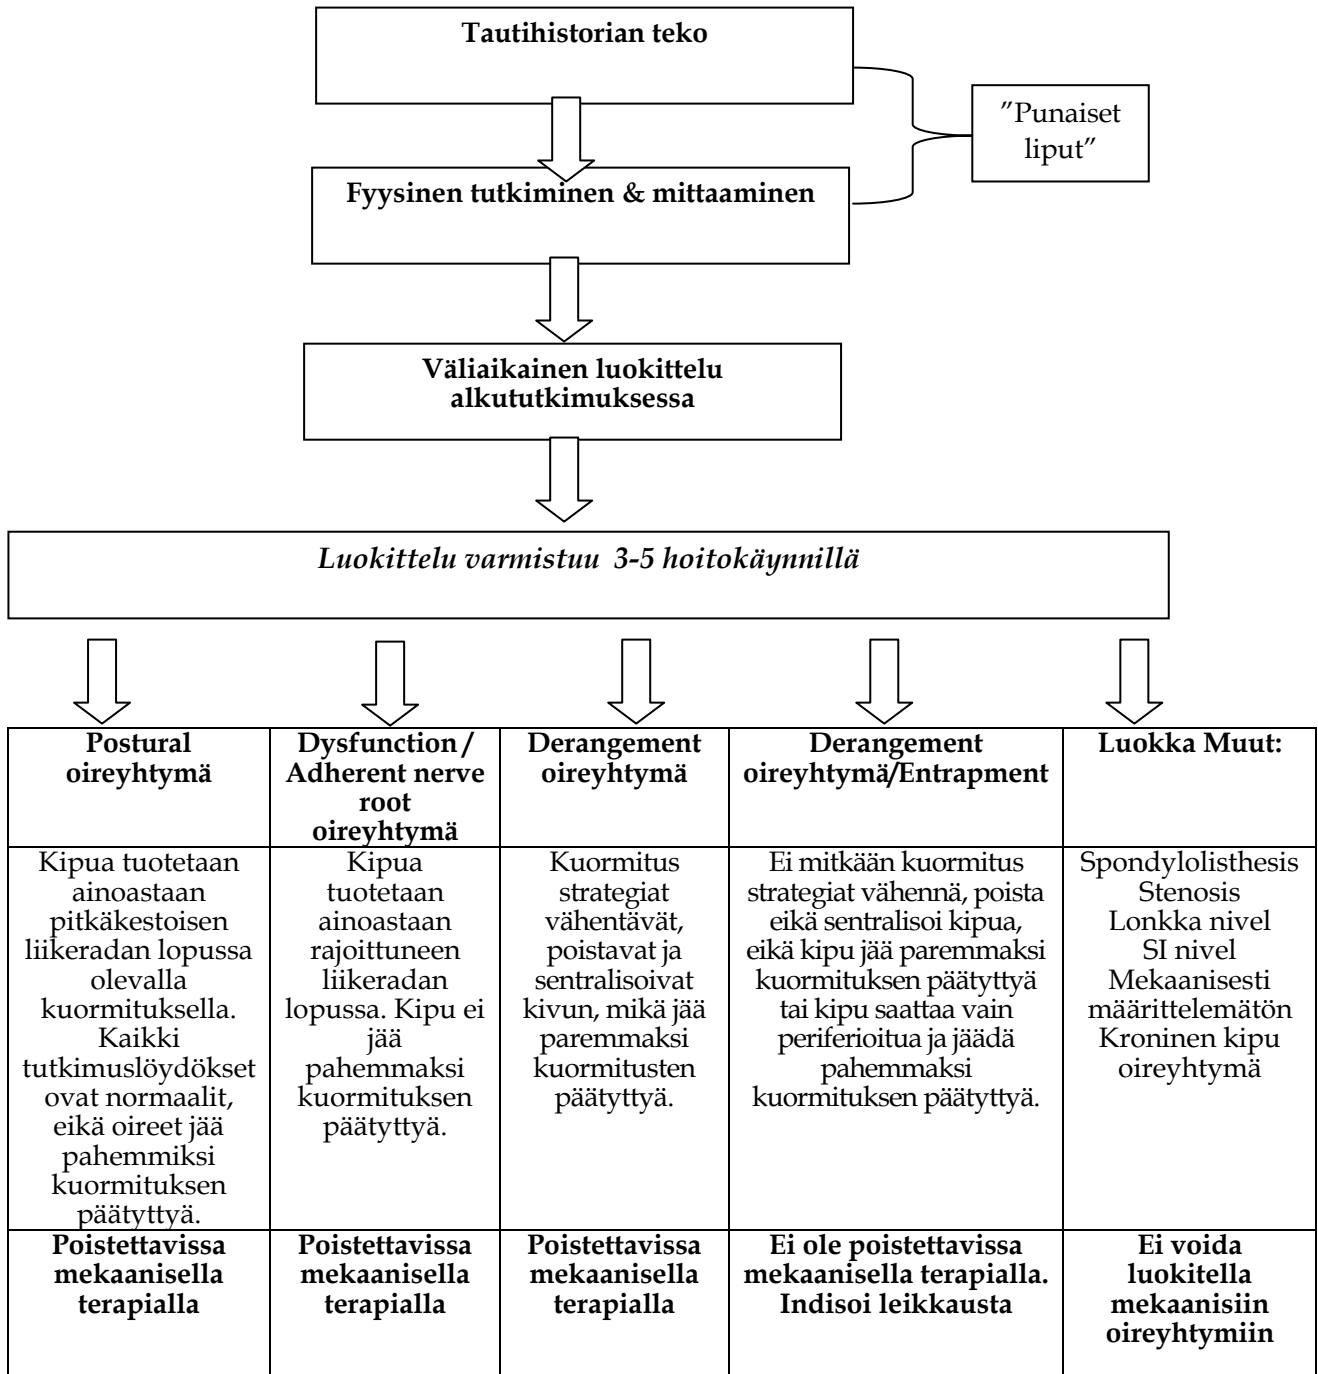 Tautihistorian teko
”Punaiset
liput”
Fyysinen tutkiminen & mittaaminen
Väliaikainen luokittelu
alkututkimuksessa
Luokittelu varmistuu 3-5 hoitokäynnillä
Postural
oireyhtymä
Dysfunction /
Adherent nerve
root
oireyhtymä
Derangement
oireyhtymä
Derangement
oireyhtymä/Entrapment
Luokka Muut:
Kipua tuotetaan
ainoastaan
pitkäkestoisen
liikeradan lopussa
olevalla
kuormituksella.
Kaikki
tutkimuslöydökset
ovat normaalit,
eikä oireet jää
pahemmiksi
kuormituksen
päätyttyä.
Kipua
tuotetaan
ainoastaan
rajoittuneen
liikeradan
lopussa. Kipu ei
jää
pahemmaksi
kuormituksen
päätyttyä.
Kuormitus
strategiat
vähentävät,
poistavat ja
sentralisoivat
kivun, mikä jää
paremmaksi
kuormitusten
päätyttyä.
Ei mitkään kuormitus
strategiat vähennä, poista
eikä sentralisoi kipua,
eikä kipu jää paremmaksi
kuormituksen päätyttyä
tai kipu saattaa vain
periferioitua ja jäädä
pahemmaksi
kuormituksen päätyttyä.
Spondylolisthesis
Stenosis
Lonkka nivel
SI nivel
Mekaanisesti
määrittelemätön
Kroninen kipu
oireyhtymä
Poistettavissa
mekaanisella
terapialla
Poistettavissa
mekaanisella
terapialla
Poistettavissa
mekaanisella
terapialla
Ei ole poistettavissa
mekaanisella terapialla.
Indisoi leikkausta
Ei voida
luokitella
mekaanisiin
oireyhtymiin